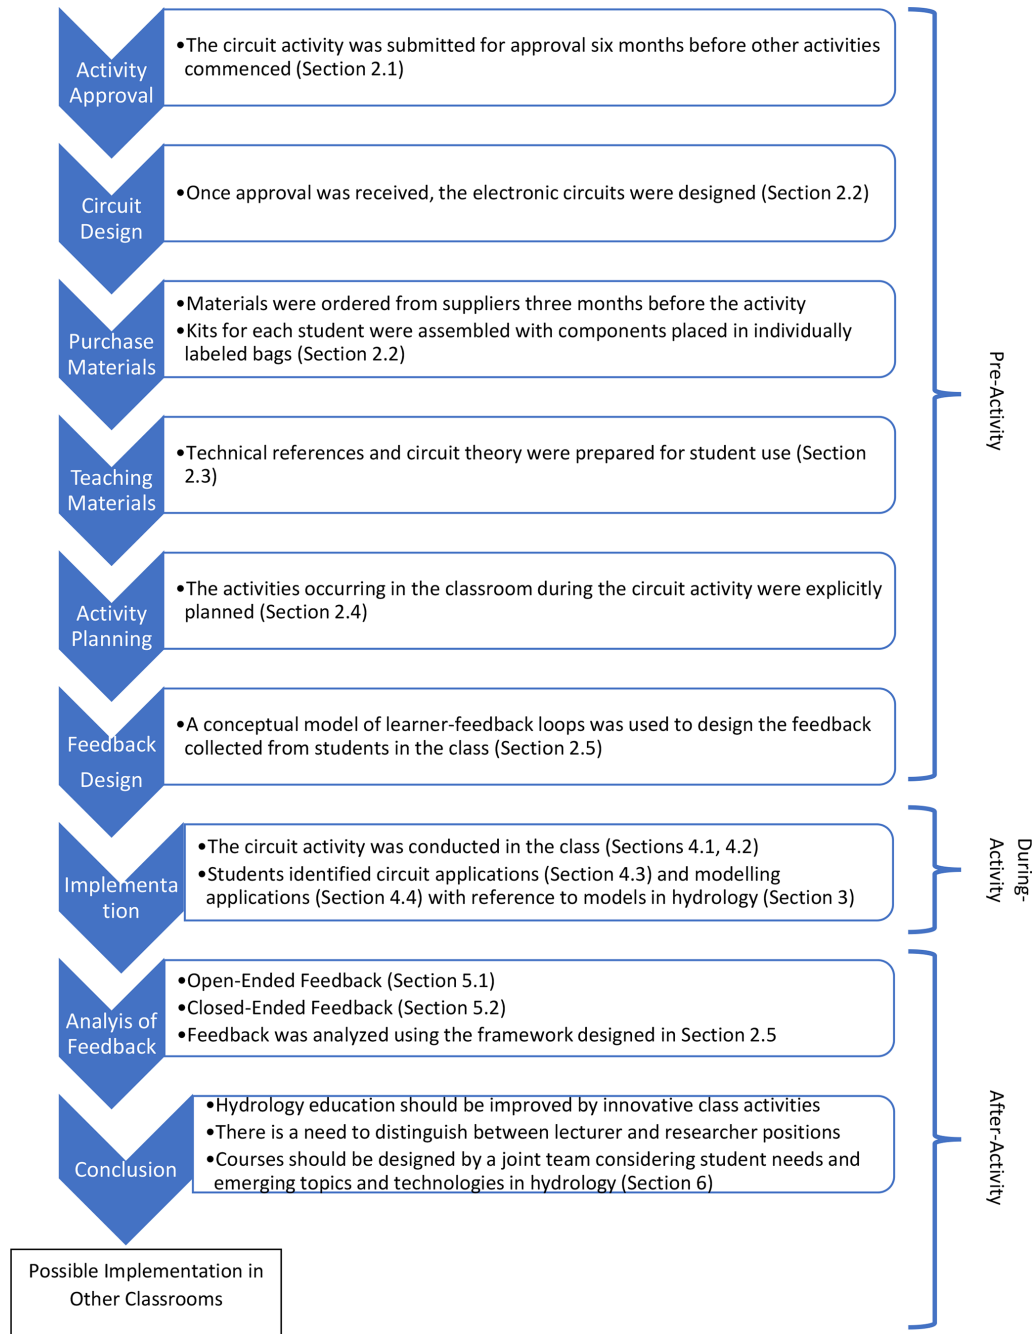 Activity
Approval
•The circuit activity was submitted for approval six months before other activities
commenced (Section 2.1)
Circuit
Design
•Once approval was received, the electronic circuits were designed (Section 2.2)
Purchase
Materials
•Materials were ordered from suppliers three months before the activity
•Kits for each student were assembled with components placed in individually
labeled bags (Section 2.2)
Teaching
Materials
•Technical references and circuit theory were prepared for student use (Section
2.3)
Activity
Planning
•The activities occurring in the classroom during the circuit activity were explicitly
planned (Section 2.4)
Feedback
Design
•A conceptual model of learner-feedback loops was used to design the feedback
collected from students in the class (Section 2.5)
Pre-Activity
Implementa
tion
•The circuit activity was conducted in the class (Sections 4.1, 4.2)
•Students identified circuit applications (Section 4.3) and modelling
applications (Section 4.4) with reference to models in hydrology (Section 3)
During-
Activity
Analyis of
Feedback
•Open-Ended Feedback (Section 5.1)
•Closed-Ended Feedback (Section 5.2)
•Feedback was analyzed using the framework designed in Section 2.5
Conclusion
•Hydrology education should be improved by innovative class activities
•There is a need to distinguish between lecturer and researcher positions
•Courses should be designed by a joint team considering student needs and
emerging topics and technologies in hydrology (Section 6)
After-Activity
Possible Implementation in
Other Classrooms